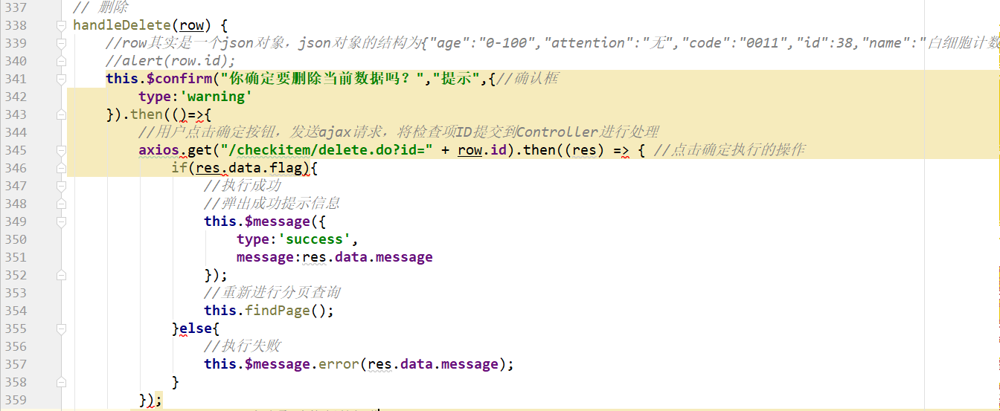 337 // 删除
338 handleDelete(row) {
339 //row其实是一个json对象，json对象的结构为{"age":"0-100","attention":"无","code":"0011","id":38,"name":"白细胞计数
340 //alert(row.id);
341 this.$confirm("你确定要删除当前数据吗？","提示",{//确认框
342 type:'warning'
343 }).then(()=>{
344 //用户点击确定按钮，发送ajax请求，将检查项ID提交到Controller进行处理
345 axios.get("/checkitem/delete.do?id=" + row.id).then((res) => { //点击确定执行的操作
346 if(res.data.flag){
347 //执行成功
348 //弹出成功提示信息
349 this.$message({
350 type:'success',
351 message:res.data.message
352 });
353 //重新进行分页查询
354 this.findPage();
355 }else{
356 //执行失败
357 this.$message.error(res.data.message);
358 }
359 });